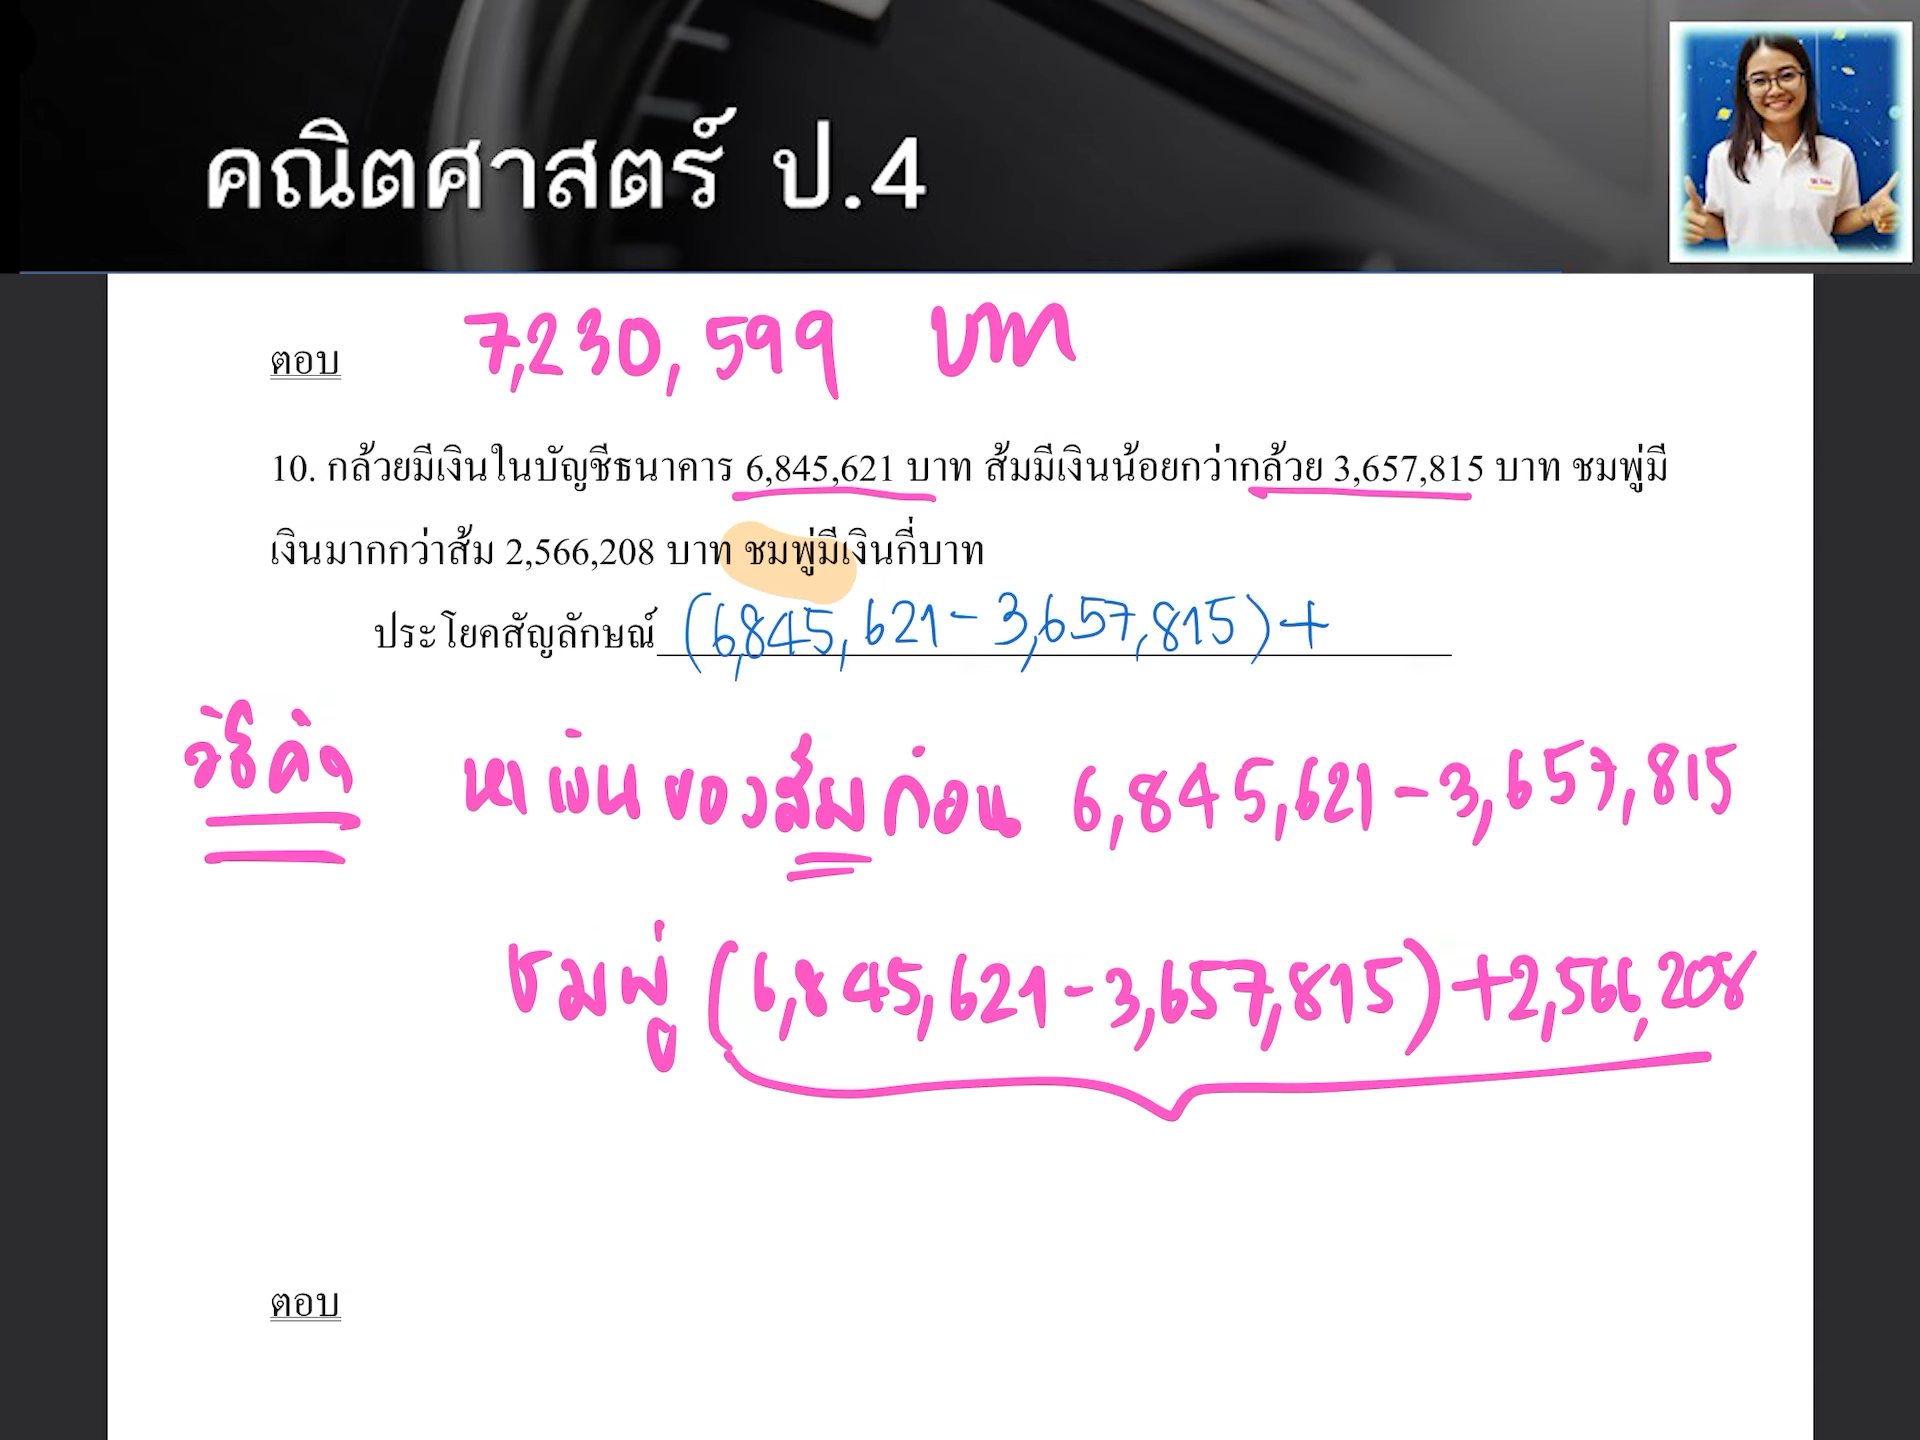 คณิตศาสตร์ ป.4
ตอบ 7,230,599 บาท
10. กล้วยมีเงินในบัญชีธนาคาร 6,845,621 บาท ส้มมีเงินน้อยกว่ากล้วย 3,657,815 บาท ชมพู่มี
เงินมากกว่าส้ม 2,566,208 บาท ชมพู่มีเงินกี่บาท
ประโยคสัญลักษณ์ (6,845,621 - 3,657,815) +
วิธีคิด หาเงินของส้มก่อน 6,845,621 - 3,657,815
ชมพู่ (6,845,621 - 3,657,815) + 2,566,208
ตอบ